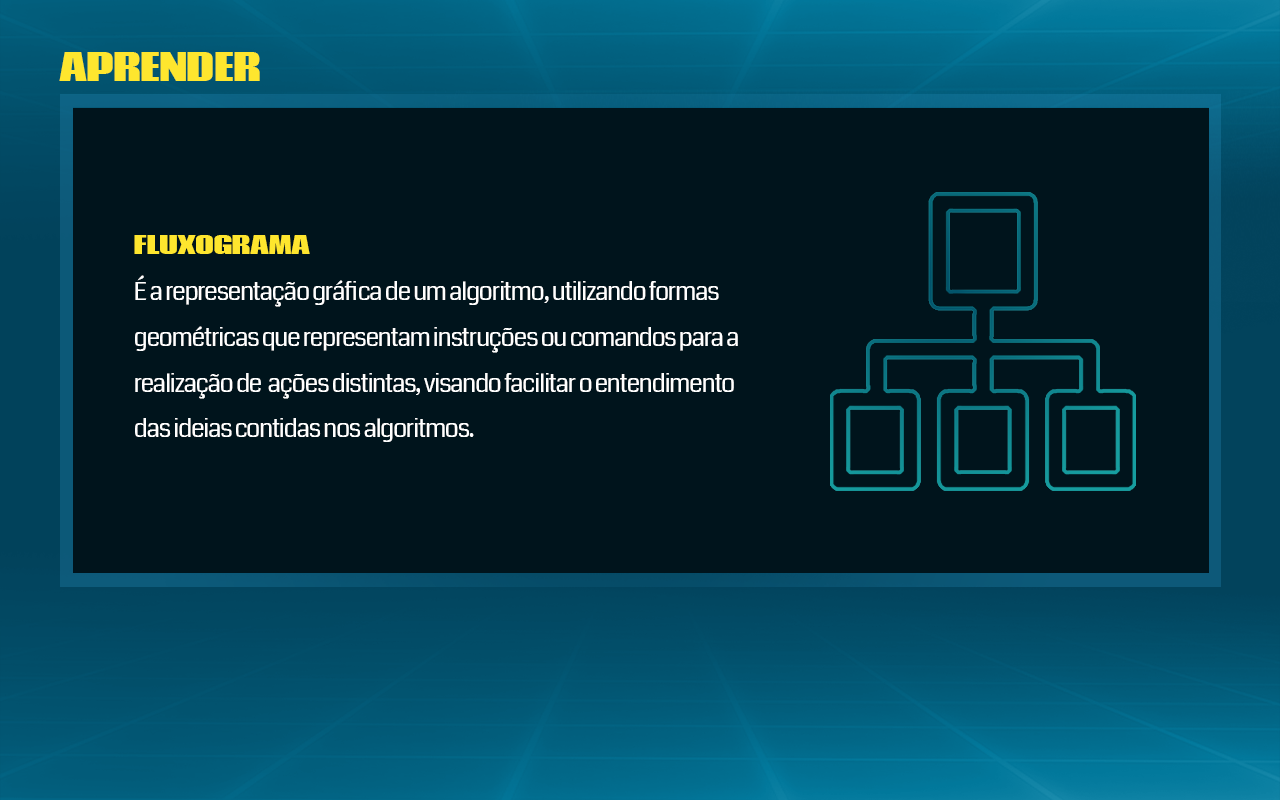 APRENDER
FLUXOGRAMA
É a representação gráfica de um algoritmo, utilizando formas
geométricas que representam instruções ou comandos para a
realização de  ações distintas, visando facilitar o entendimento
das ideias contidas nos algoritmos.